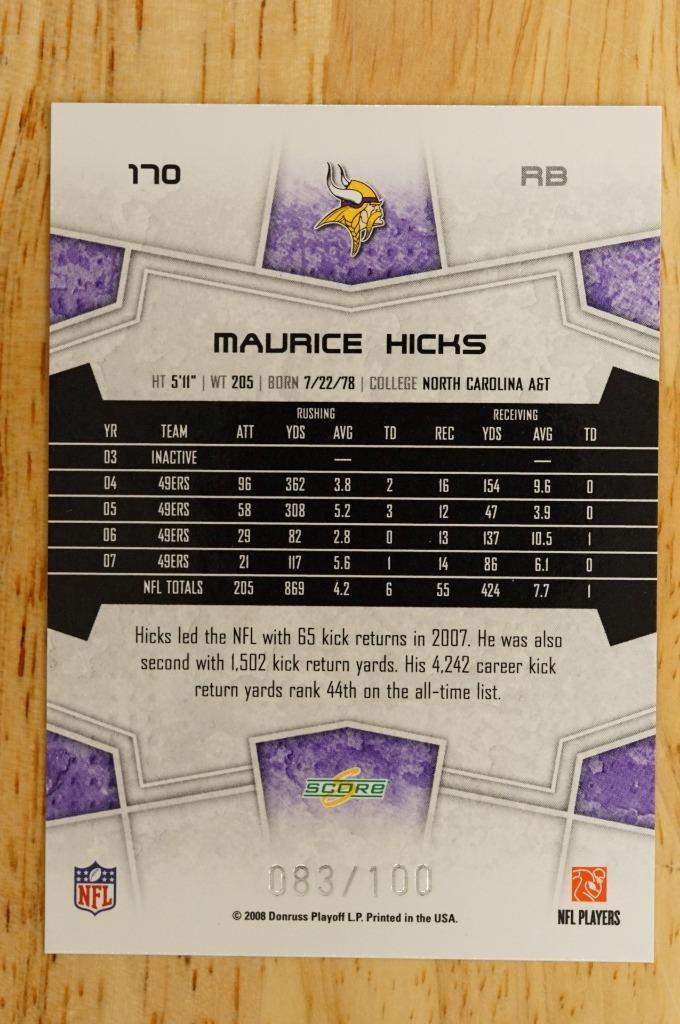 170 RB
MAURICE HICKS
HT 5'11" | WT 205 | BORN 7/22/78 | COLLEGE NORTH CAROLINA A&T
RUSHING RECEIVING
YR TEAM ATT YDS AVG TD REC YDS AVG TD
03 INACTIVE — —
04 49ERS 96 362 3.8 2 16 154 9.6 0
05 49ERS 58 308 5.2 3 12 47 3.9 0
06 49ERS 29 82 2.8 0 13 137 10.5 1
07 49ERS 21 117 5.6 1 14 86 6.1 0
NFL TOTALS 205 869 4.2 6 55 424 7.7 1
Hicks led the NFL with 65 kick returns in 2007. He was also
second with 1,502 kick return yards. His 4,242 career kick
return yards rank 44th on the all-time list.
SCORE
083/100
NFL
© 2008 Donruss Playoff L.P. Printed in the USA.
NFL PLAYERS